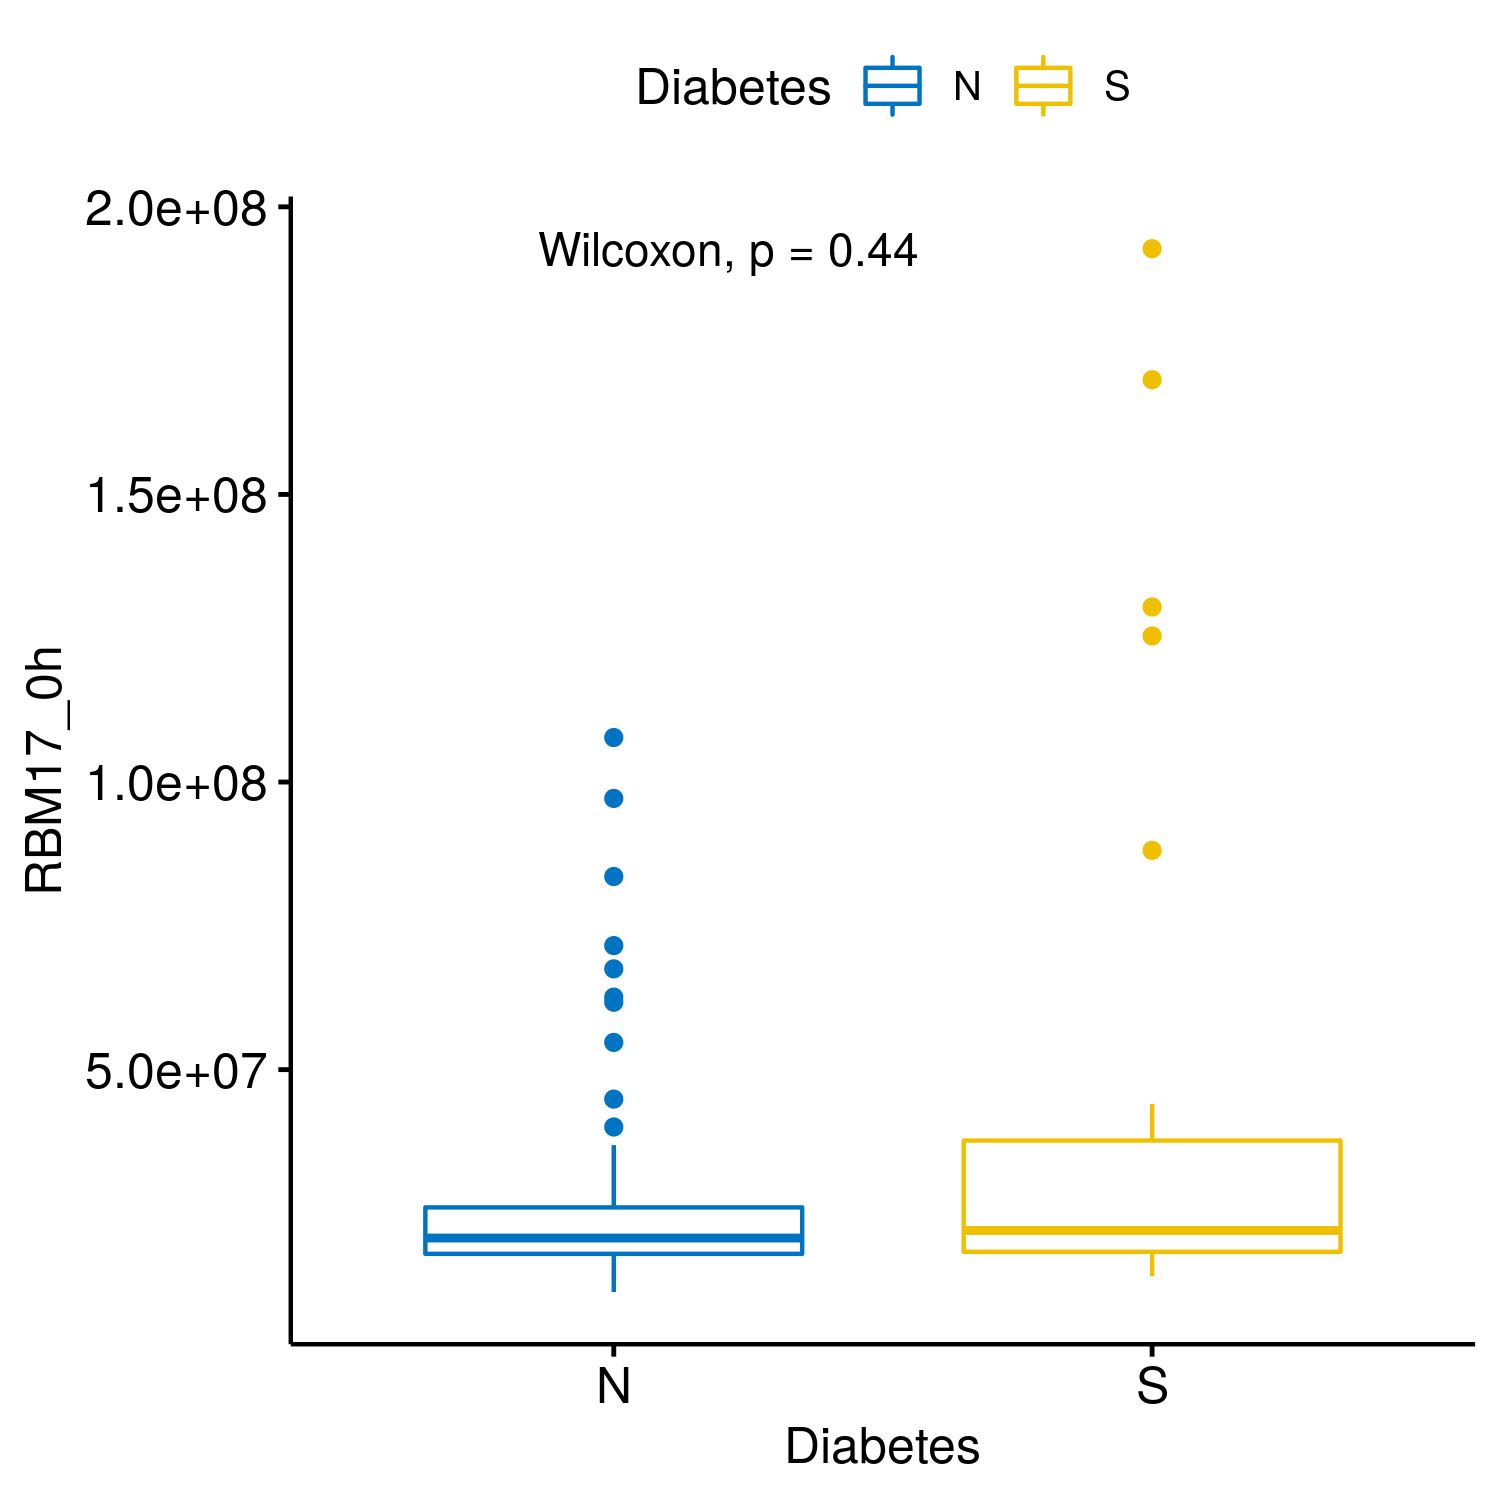 Diabetes N S
2.0e+08
Wilcoxon, p = 0.44
1.5e+08
RBM17_0h
1.0e+08
5.0e+07
N S
Diabetes